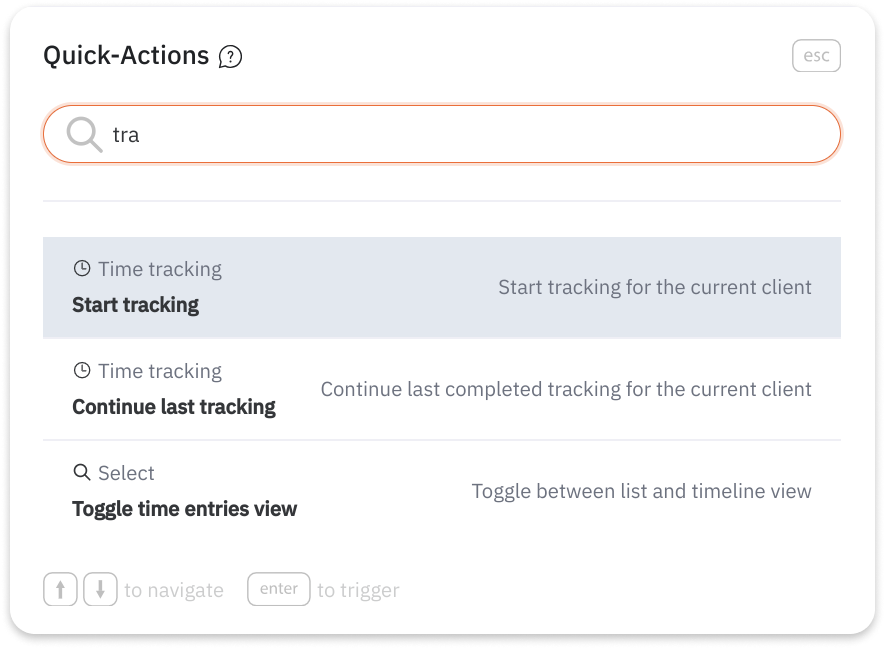 Quick-Actions ?
esc
tra
Time tracking
Start tracking
Start tracking for the current client
Time tracking
Continue last tracking
Continue last completed tracking for the current client
Select
Toggle time entries view
Toggle between list and timeline view
↑ ↓ to navigate enter to trigger